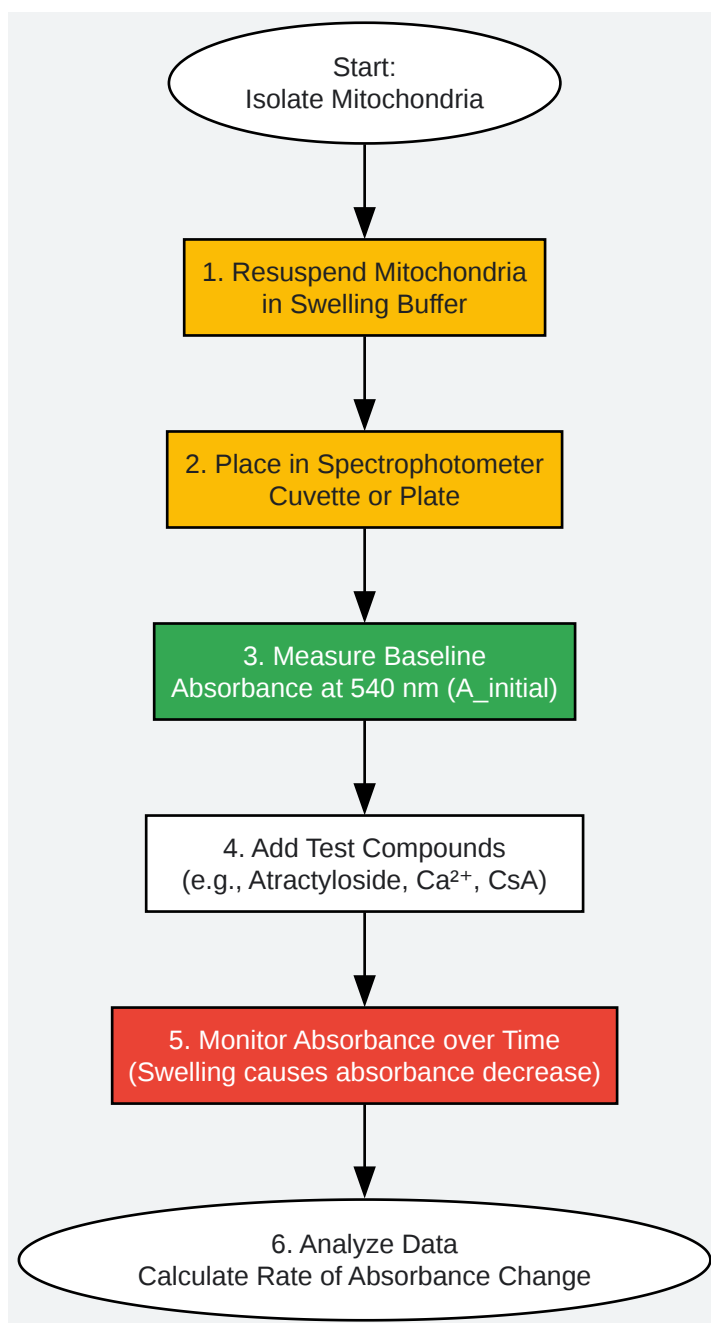 Start:
Isolate Mitochondria
1. Resuspend Mitochondria
in Swelling Buffer
2. Place in Spectrophotometer
Cuvette or Plate
3. Measure Baseline
Absorbance at 540 nm (A_initial)
4. Add Test Compounds
(e.g., Atractyloside, Ca²⁺, CsA)
5. Monitor Absorbance over Time
(Swelling causes absorbance decrease)
6. Analyze Data
Calculate Rate of Absorbance Change